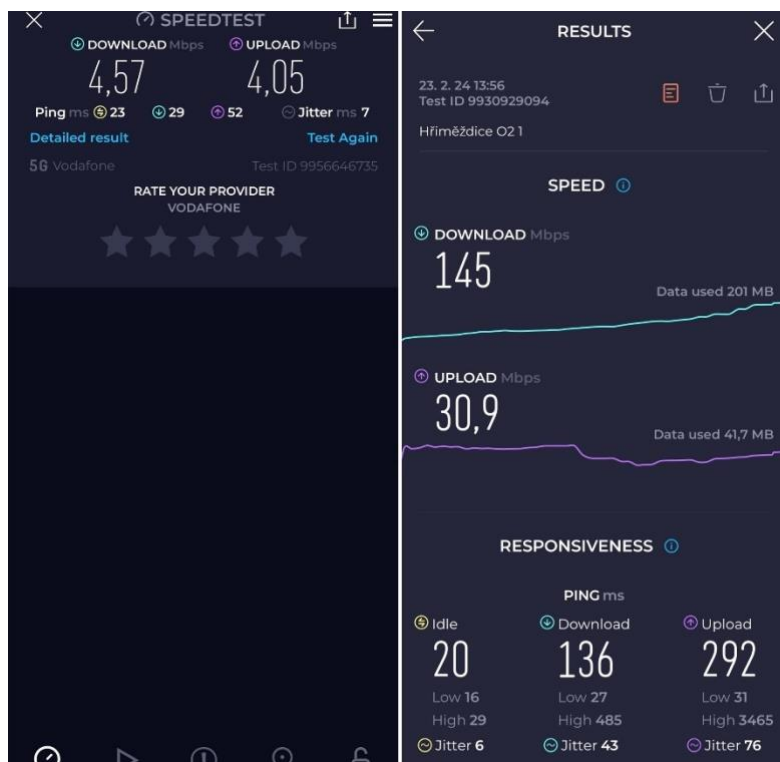 SPEEDTEST
DOWNLOAD Mbps UPLOAD Mbps
4,57 4,05
Ping ms 23 29 52 Jitter ms 7
Detailed result Test Again
5G Vodafone Test ID 9956646735
RATE YOUR PROVIDER
VODAFONE
RESULTS
23. 2. 24 13:56
Test ID 9930929094
Hřiměždice O2 1
SPEED
DOWNLOAD Mbps
145
Data used 201 MB
UPLOAD Mbps
30,9
Data used 41,7 MB
RESPONSIVENESS
PING ms
Idle Download Upload
20 136 292
Low 16 Low 27 Low 31
High 29 High 485 High 3465
Jitter 6 Jitter 43 Jitter 76